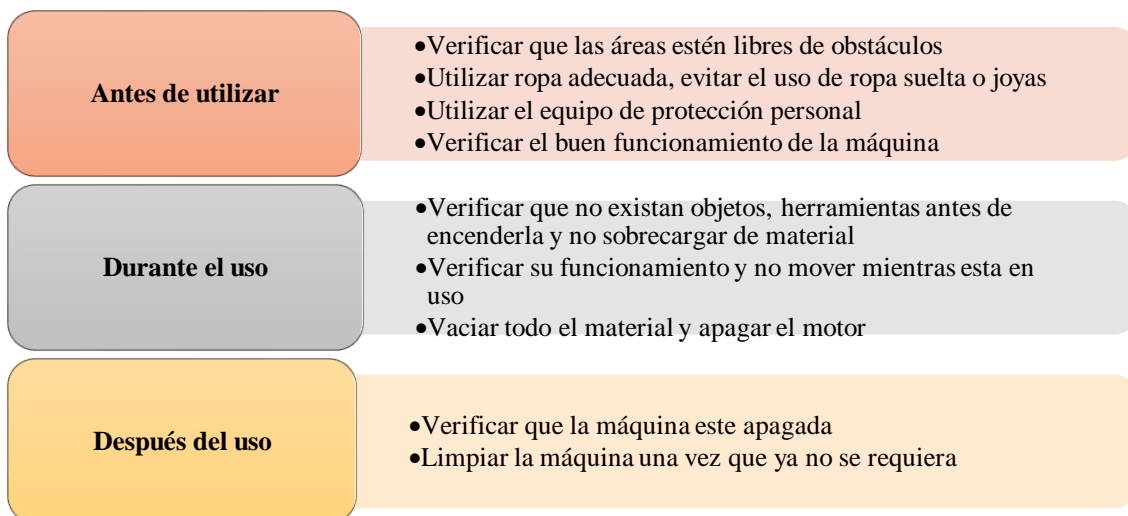 Antes de utilizar
•Verificar que las áreas estén libres de obstáculos
•Utilizar ropa adecuada, evitar el uso de ropa suelta o joyas
•Utilizar el equipo de protección personal
•Verificar el buen funcionamiento de la máquina
Durante el uso
•Verificar que no existan objetos, herramientas antes de
encenderla y no sobrecargar de material
•Verificar su funcionamiento y no mover mientras esta en
uso
•Vaciar todo el material y apagar el motor
Después del uso
•Verificar que la máquina este apagada
•Limpiar la máquina una vez que ya no se requiera